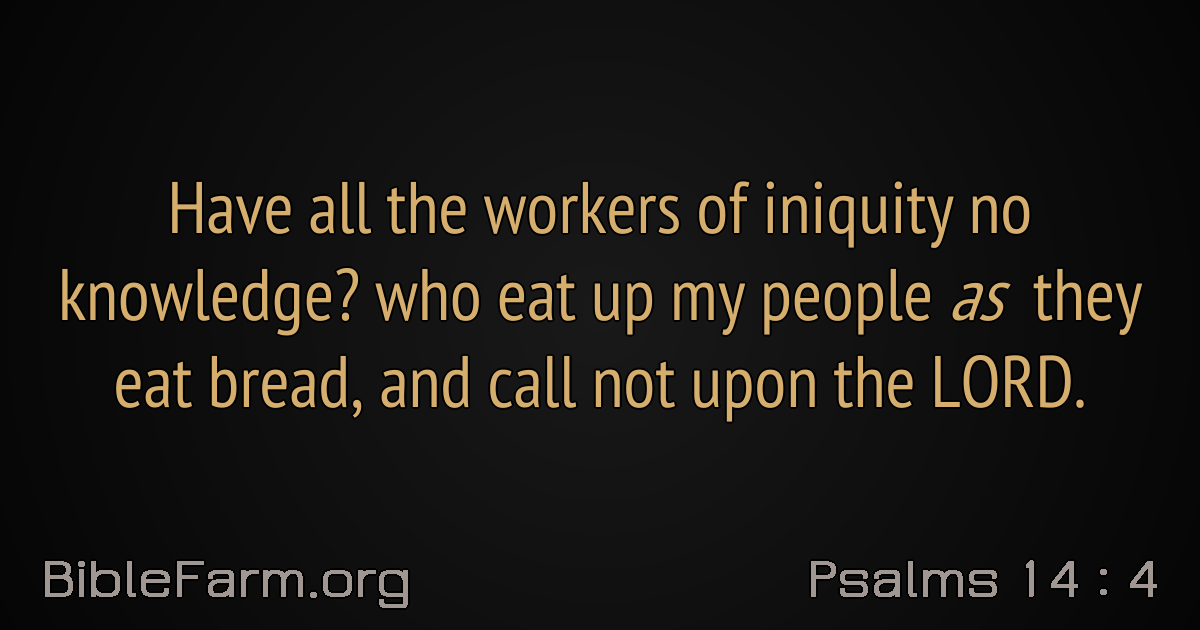 Have all the workers of iniquity no
knowledge? who eat up my people as they
eat bread, and call not upon the LORD.
BibleFarm.org
Psalms 14 : 4